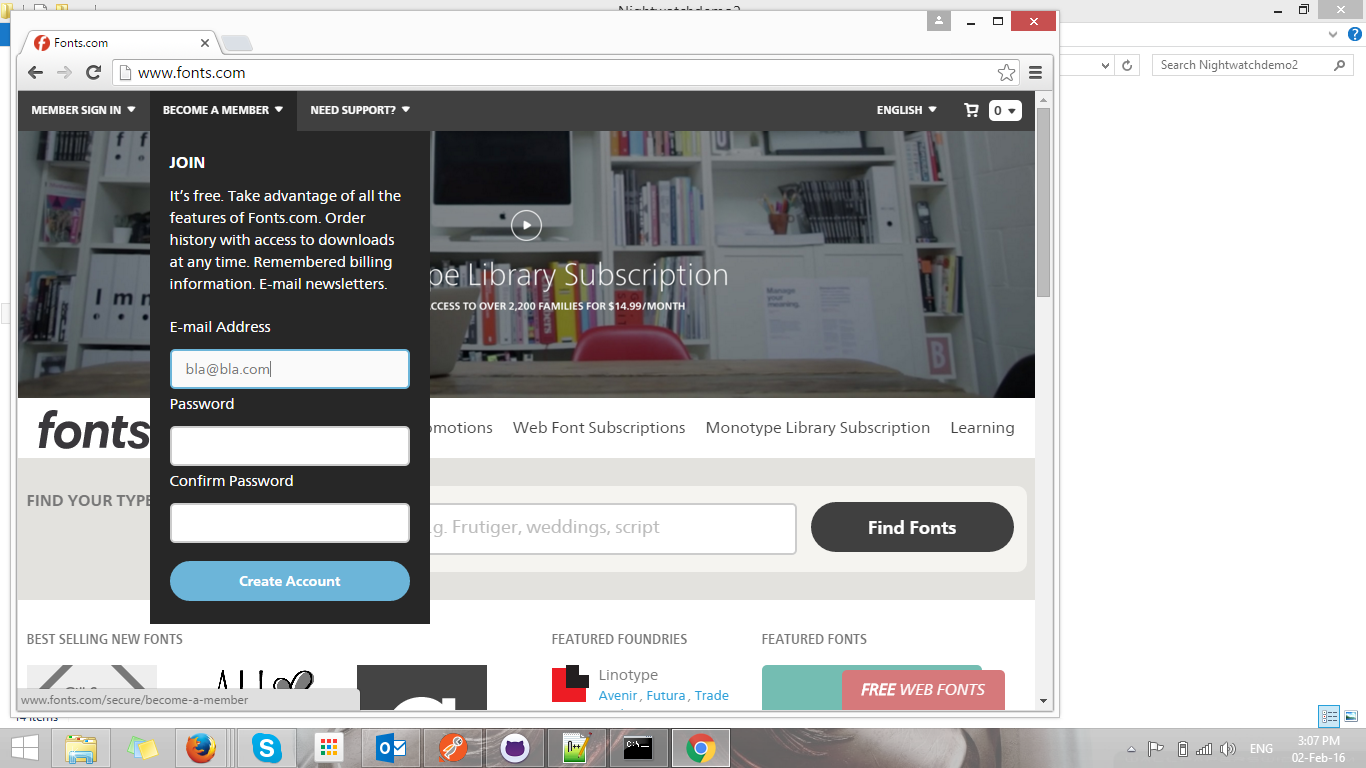 Nightwatchdemo2
Fonts.com
www.fonts.com
Search Nightwatchdemo2
MEMBER SIGN IN
BECOME A MEMBER
NEED SUPPORT?
ENGLISH
0
JOIN
It's free. Take advantage of all the
features of Fonts.com. Order
history with access to downloads
at any time. Remembered billing
information. E-mail newsletters.
pe Library Subscription
CCESS TO OVER 2,200 FAMILIES FOR $14.99/MONTH
E-mail Address
bla@bla.com
Password
fonts
omotions
Web Font Subscriptions
Monotype Library Subscription
Learning
Confirm Password
FIND YOUR TYPE
.g. Frutiger, weddings, script
Find Fonts
Create Account
BEST SELLING NEW FONTS
FEATURED FOUNDRIES
FEATURED FONTS
Linotype
Avenir, Futura, Trade
FREE WEB FONTS
www.fonts.com/secure/become-a-member
14 items
ENG
3:07 PM
02-Feb-16